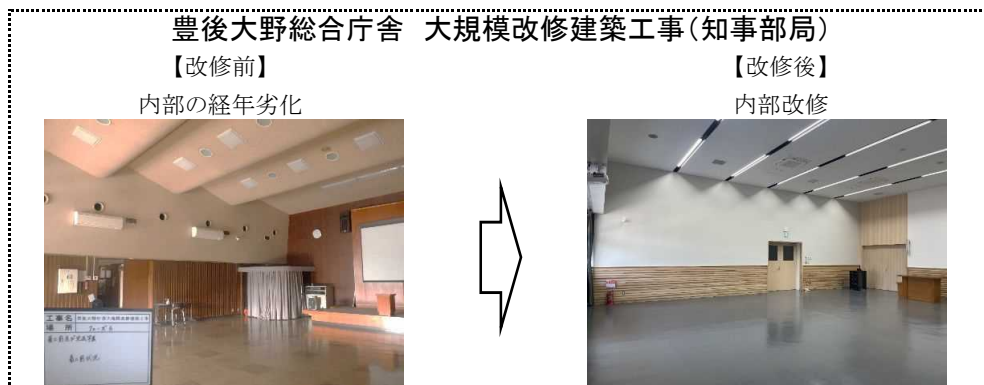 豊後大野総合庁舎　大規模改修建築工事（知事部局）
【改修前】
【改修後】
内部の経年劣化
内部改修
工事名
場所